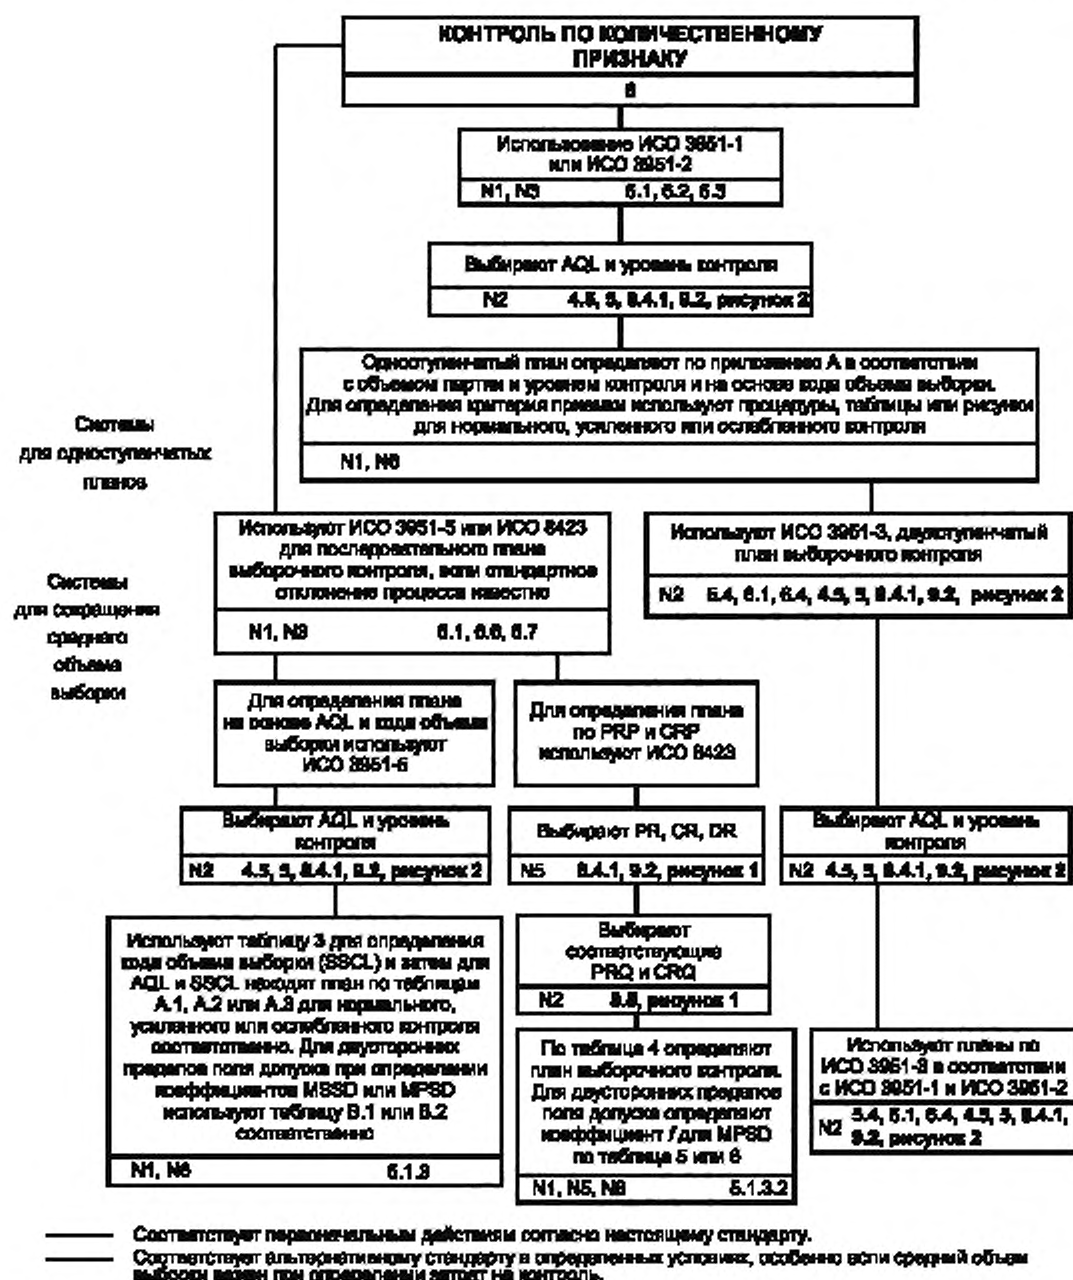 КОНТРОЛЬ ПО КОЛИЧЕСТВЕННОМУ
ПРИЗНАКУ
6
Использование ИСО 3951-1
или ИСО 3951-2
N1, N3 6.1, 6.2, 6.3
Выбирают AQL и уровень контроля
N2 4.5, 5, 8.4.1, 9.2, рисунок 2
Одноступенчатый план определяют по приложению А в соответствии
с объемом партии и уровнем контроля и на основе кода объема выборки.
Для определения критерия приемки используют процедуры, таблицы или рисунки
для нормального, усиленного или ослабленного контроля
N1, N6
Системы
для одноступенчатых
планов
Используют ИСО 3951-5 или ИСО 8423
для последовательного плана
выборочного контроля, если стандартное
отклонение процесса известно
N1, N3 6.1, 6.6, 6.7
Используют ИСО 3951-3, двухступенчатый
план выборочного контроля
N2 5.4, 6.1, 6.4, 4.5, 5, 8.4.1, 9.2, рисунок 2
Системы
для сокращения
среднего
объема
выборки
Для определения плана
на основе AQL и кода объема
выборки используют
ИСО 3951-5
Для определения плана
по PRP и CRP
используют ИСО 8423
Выбирают AQL и уровень
контроля
N2 4.5, 5, 8.4.1, 9.2, рисунок 2
Выбирают PR, CR, DR
N5 8.4.1, 9.2, рисунок 1
Выбирают AQL и уровень
контроля
N2 4.5, 5, 8.4.1, 9.2, рисунок 2
Используют таблицу 3 для определения
кода объема выборки (SSCL) и затем для
AQL и SSCL находят план по таблицам
А.1, А.2 или А.3 для нормального,
усиленного или ослабленного контроля
соответственно. Для двусторонних
пределов поля допуска при определении
коэффициентов MSSD или MPSD
используют таблицу В.1 или В.2
соответственно
N1, N6 6.1.3
Выбирают
соответствующие
PRQ и CRQ
N2 рисунок 1
По таблице 4 определяют
план выборочного контроля.
Для двусторонних пределов
поля допуска определяют
коэффициент f для MPSD
по таблице 5 или 6
N1, N5, N6 5.1.3.2
Используют планы по
ИСО 3951-3 в соответствии
с ИСО 3951-1 и ИСО 3951-2
N2 5.4, 6.1, 6.4, 4.5, 5, 8.4.1,
9.2, рисунок 2
Соответствует первоначальным действиям согласно настоящему стандарту.
Соответствует альтернативному стандарту в определенных условиях, особенно если средний объем
выборки важен при определении затрат на контроль.